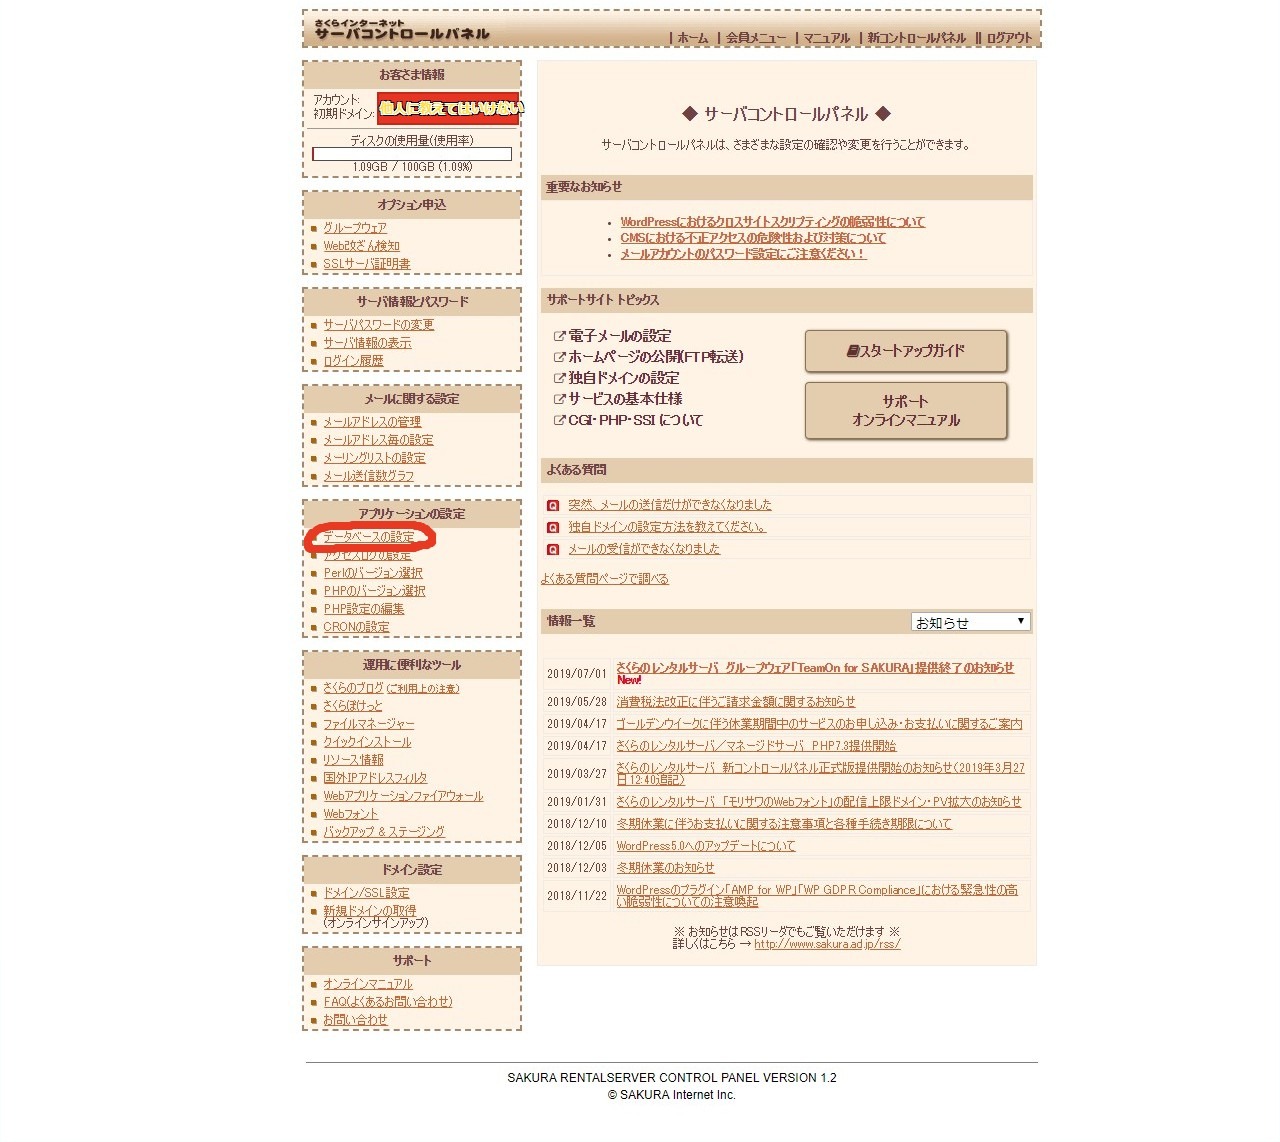 さくらインターネット
サーバコントロールパネル
| ホーム | 会員メニュー | マニュアル | 新コントロールパネル || ログアウト
お客さま情報
アカウント:
初期ドメイン:
他人に教えてはいけない
ディスクの使用量(使用率)
1.09GB / 100GB (1.09%)
オプション申込
グループウェア
Web改ざん検知
SSLサーバ証明書
サーバ情報とパスワード
サーバパスワードの変更
サーバ情報の表示
ログイン履歴
メールに関する設定
メールアドレスの管理
メールアドレス毎の設定
メーリングリストの設定
メール送信数グラフ
アプリケーションの設定
データベースの設定
アクセスログの設定
Perlのバージョン選択
PHPのバージョン選択
PHP設定の編集
CRONの設定
運用に便利なツール
さくらのブログ (ご利用上の注意)
さくらぽけっと
ファイルマネージャー
クイックインストール
リソース情報
国外IPアドレスフィルタ
Webアプリケーションファイアウォール
Webフォント
バックアップ & ステージング
ドメイン設定
ドメイン/SSL設定
新規ドメインの取得
(オンラインサインアップ)
サポート
オンラインマニュアル
FAQ(よくあるお問い合わせ)
お問い合わせ
◆ サーバコントロールパネル ◆
サーバコントロールパネルは、さまざまな設定の確認や変更を行うことができます。
重要なお知らせ
WordPressにおけるクロスサイトスクリプティングの脆弱性について
CMSにおける不正アクセスの危険性および対策について
メールアカウントのパスワード設定にご注意ください！
サポートサイト トピックス
電子メールの設定
ホームページの公開(FTP転送)
独自ドメインの設定
サービスの基本仕様
CGI・PHP・SSI について
スタートアップガイド
サポート
オンラインマニュアル
よくある質問
Q 突然、メールの送信だけができなくなりました
Q 独自ドメインの設定方法を教えてください。
Q メールの受信ができなくなりました
よくある質問ページで調べる
情報一覧
お知らせ ▼
2019/07/01 さくらのレンタルサーバ グループウェア「TeamOn for SAKURA」提供終了のお知らせ
New!
2019/05/28 消費税法改正に伴うご請求金額に関するお知らせ
2019/04/17 ゴールデンウイークに伴う休業期間中のサービスのお申し込み・お支払いに関するご案内
2019/04/17 さくらのレンタルサーバ／マネージドサーバ PHP7.3提供開始
2019/03/27 さくらのレンタルサーバ 新コントロールパネル正式版提供開始のお知らせ(2019年3月27
日12:40追記)
2019/01/31 さくらのレンタルサーバ 「モリサワのWebフォント」の配信上限ドメイン・PV拡大のお知らせ
2018/12/10 冬期休業に伴うお支払いに関する注意事項と各種手続き期限について
2018/12/05 WordPress5.0へのアップデートについて
2018/12/03 冬期休業のお知らせ
2018/11/22 WordPressのプラグイン「AMP for WP」「WP GDPR Compliance」における緊急性の高
い脆弱性についての注意喚起
※ お知らせはRSSリーダでもご覧いただけます ※
詳しくはこちら → http://www.sakura.ad.jp/rss/
SAKURA RENTALSERVER CONTROL PANEL VERSION 1.2
© SAKURA Internet Inc.